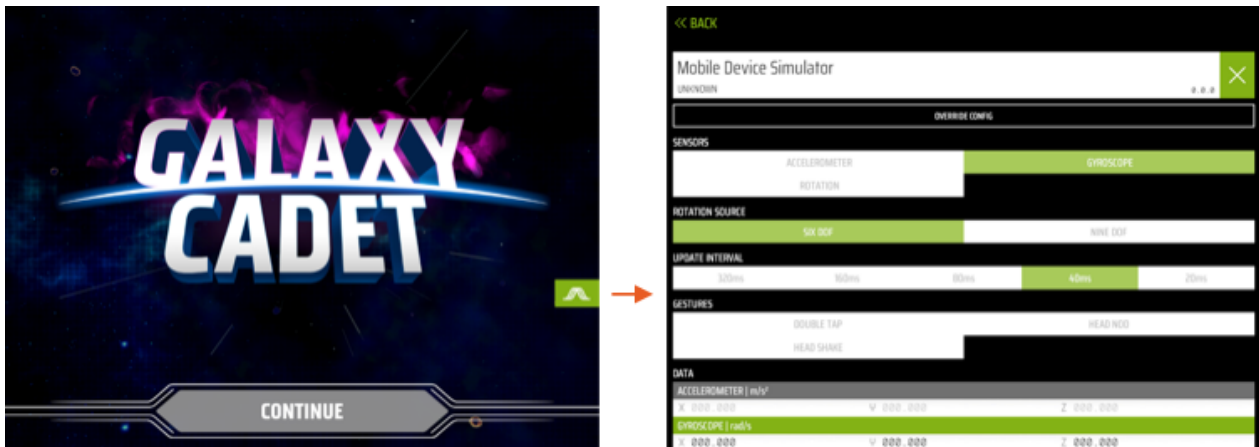 GALAXY
CADET
CONTINUE
<< BACK
Mobile Device Simulator
UNKNOWN 0.0.0
OVERRIDE CONFIG
SENSORS
ACCELEROMETER GYROSCOPE
ROTATION
ROTATION SOURCE
SIX DOF NINE DOF
UPDATE INTERVAL
320ms 160ms 80ms 40ms 20ms
GESTURES
DOUBLE TAP HEAD NOD
HEAD SHAKE
DATA
ACCELEROMETER | m/s²
X 000.000 Y 000.000 Z 000.000
GYROSCOPE | rad/s
X 000.000 Y 000.000 Z 000.000